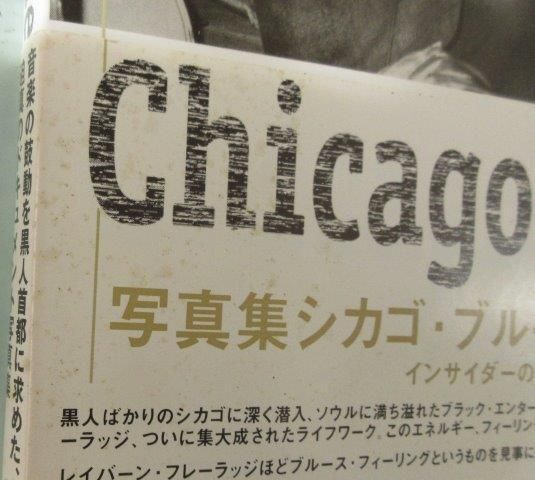 Chicago
写真集シカゴ・ブル
インサイダーの
黒人ばかりのシカゴに深く潜入、ソウルに満ち溢れたブラック・エンター
ーラッジ、ついに集大成されたライフワーク。このエネルギー、フィーリン
レイバーン・フレーラッジほどブルース・フィーリングというものを見事に
音楽の鼓動を黒人首都に求めた、